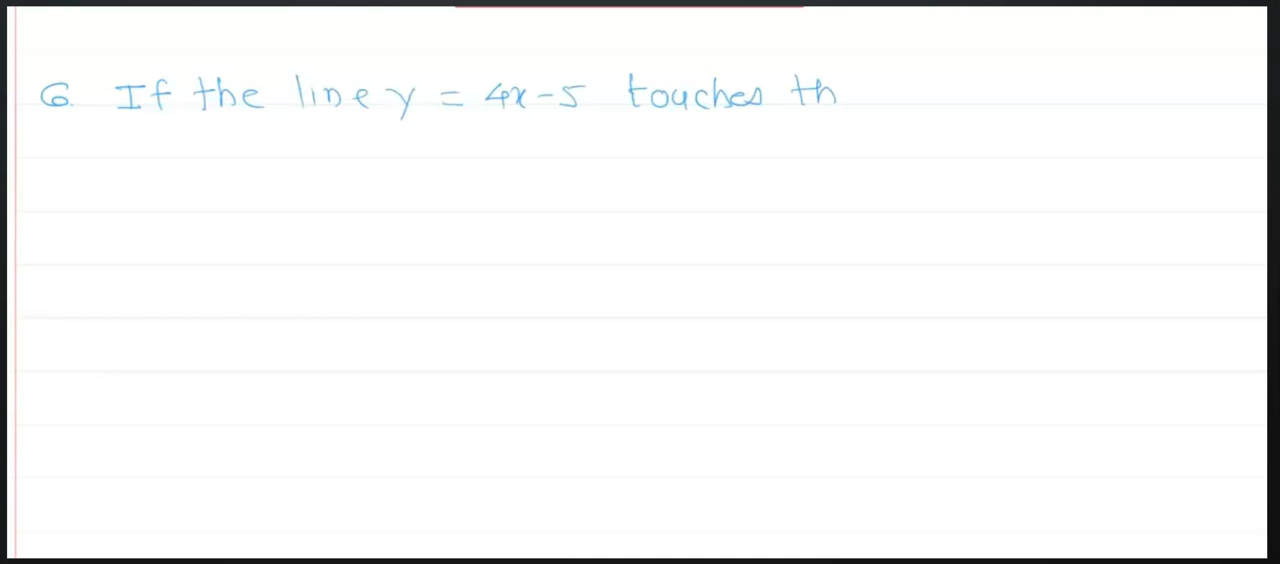 6. If the line y = 4x-5 touches th